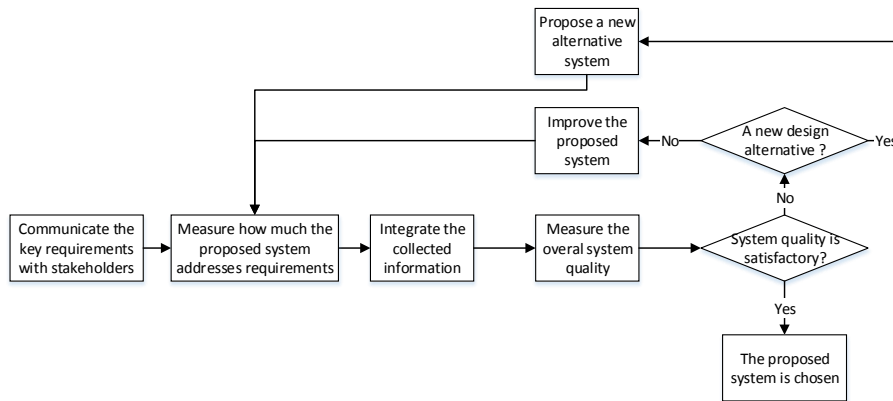 Propose a new
alternative
system
Improve the
proposed
system
No
A new design
alternative ?
Yes
No
Communicate the
key requirements
with stakeholders
Measure how much the
proposed system
addresses requirements
Integrate the
collected
information
Measure the
overal system
quality
System quality is
satisfactory?
Yes
The proposed
system is chosen